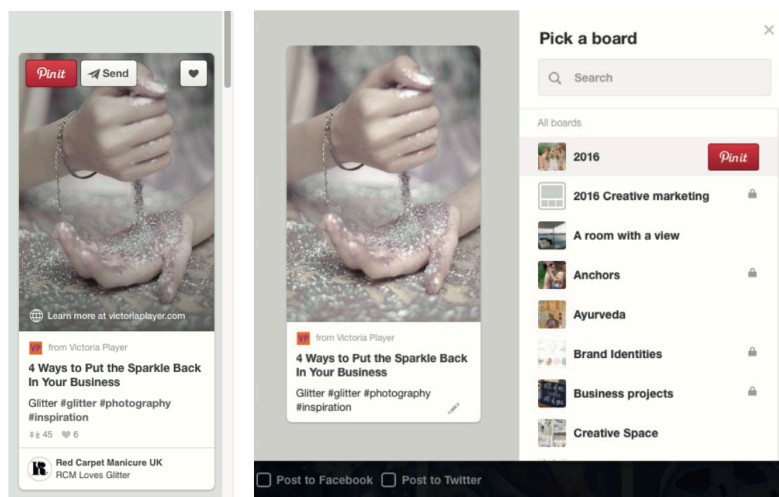 Pinit
Send
Learn more at victoriaplayer.com
VP
from Victoria Player
4 Ways to Put the Sparkle Back
In Your Business
Glitter #glitter #photography
#inspiration
45 6
R
Red Carpet Manicure UK
RCM Loves Glitter
VP
from Victoria Player
4 Ways to Put the Sparkle Back
In Your Business
Glitter #glitter #photography
#inspiration
Pick a board
Search
All boards
2016
Pinit
2016 Creative marketing
A room with a view
Anchors
Ayurveda
Brand Identities
Business projects
Creative Space
Post to Facebook Post to Twitter